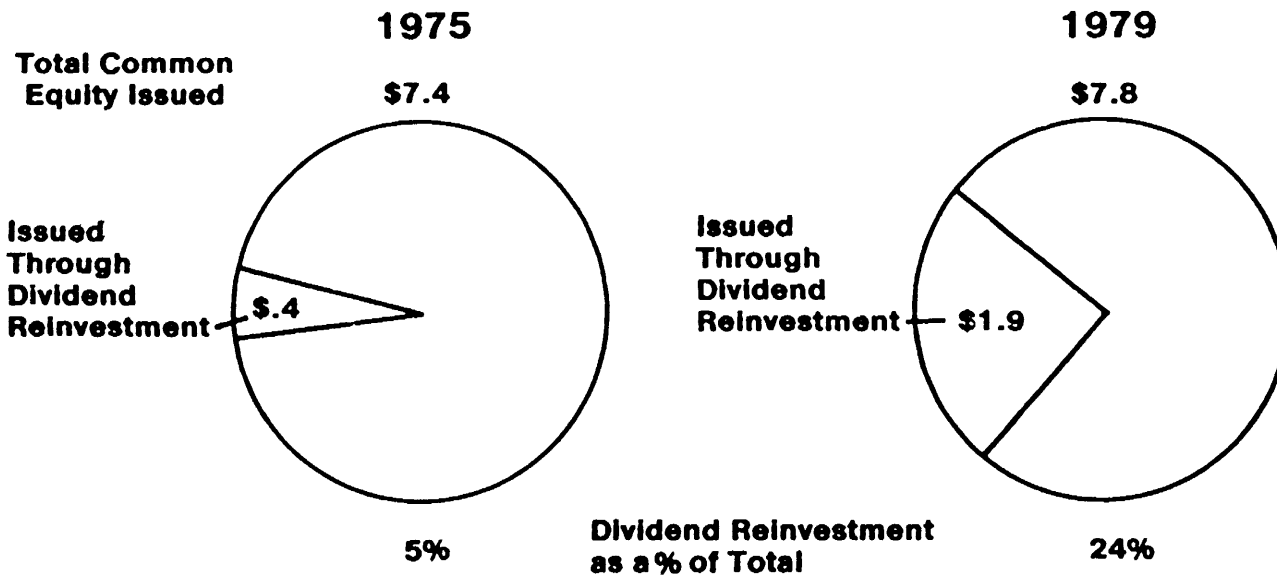 1975
Total Common
Equity Issued
$7.4
Issued
Through
Dividend
Reinvestment
$.4
5%
1979
$7.8
Issued
Through
Dividend
Reinvestment
$1.9
Dividend Reinvestment
as a % of Total
24%